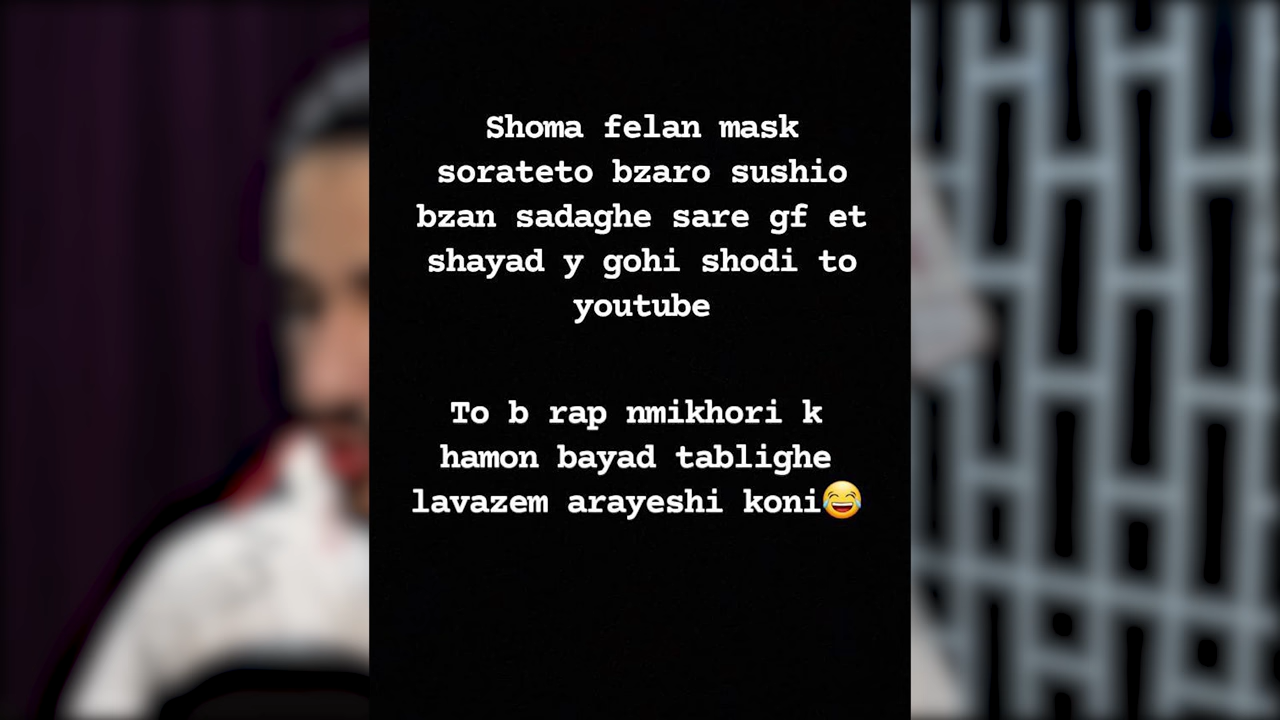 Shoma felan mask
sorateto bzaro sushio
bzan sadaghe sare gf et
shayad y gohi shodi to
youtube
To b rap nmikhori k
hamon bayad tablighe
lavazem arayeshi koni😂